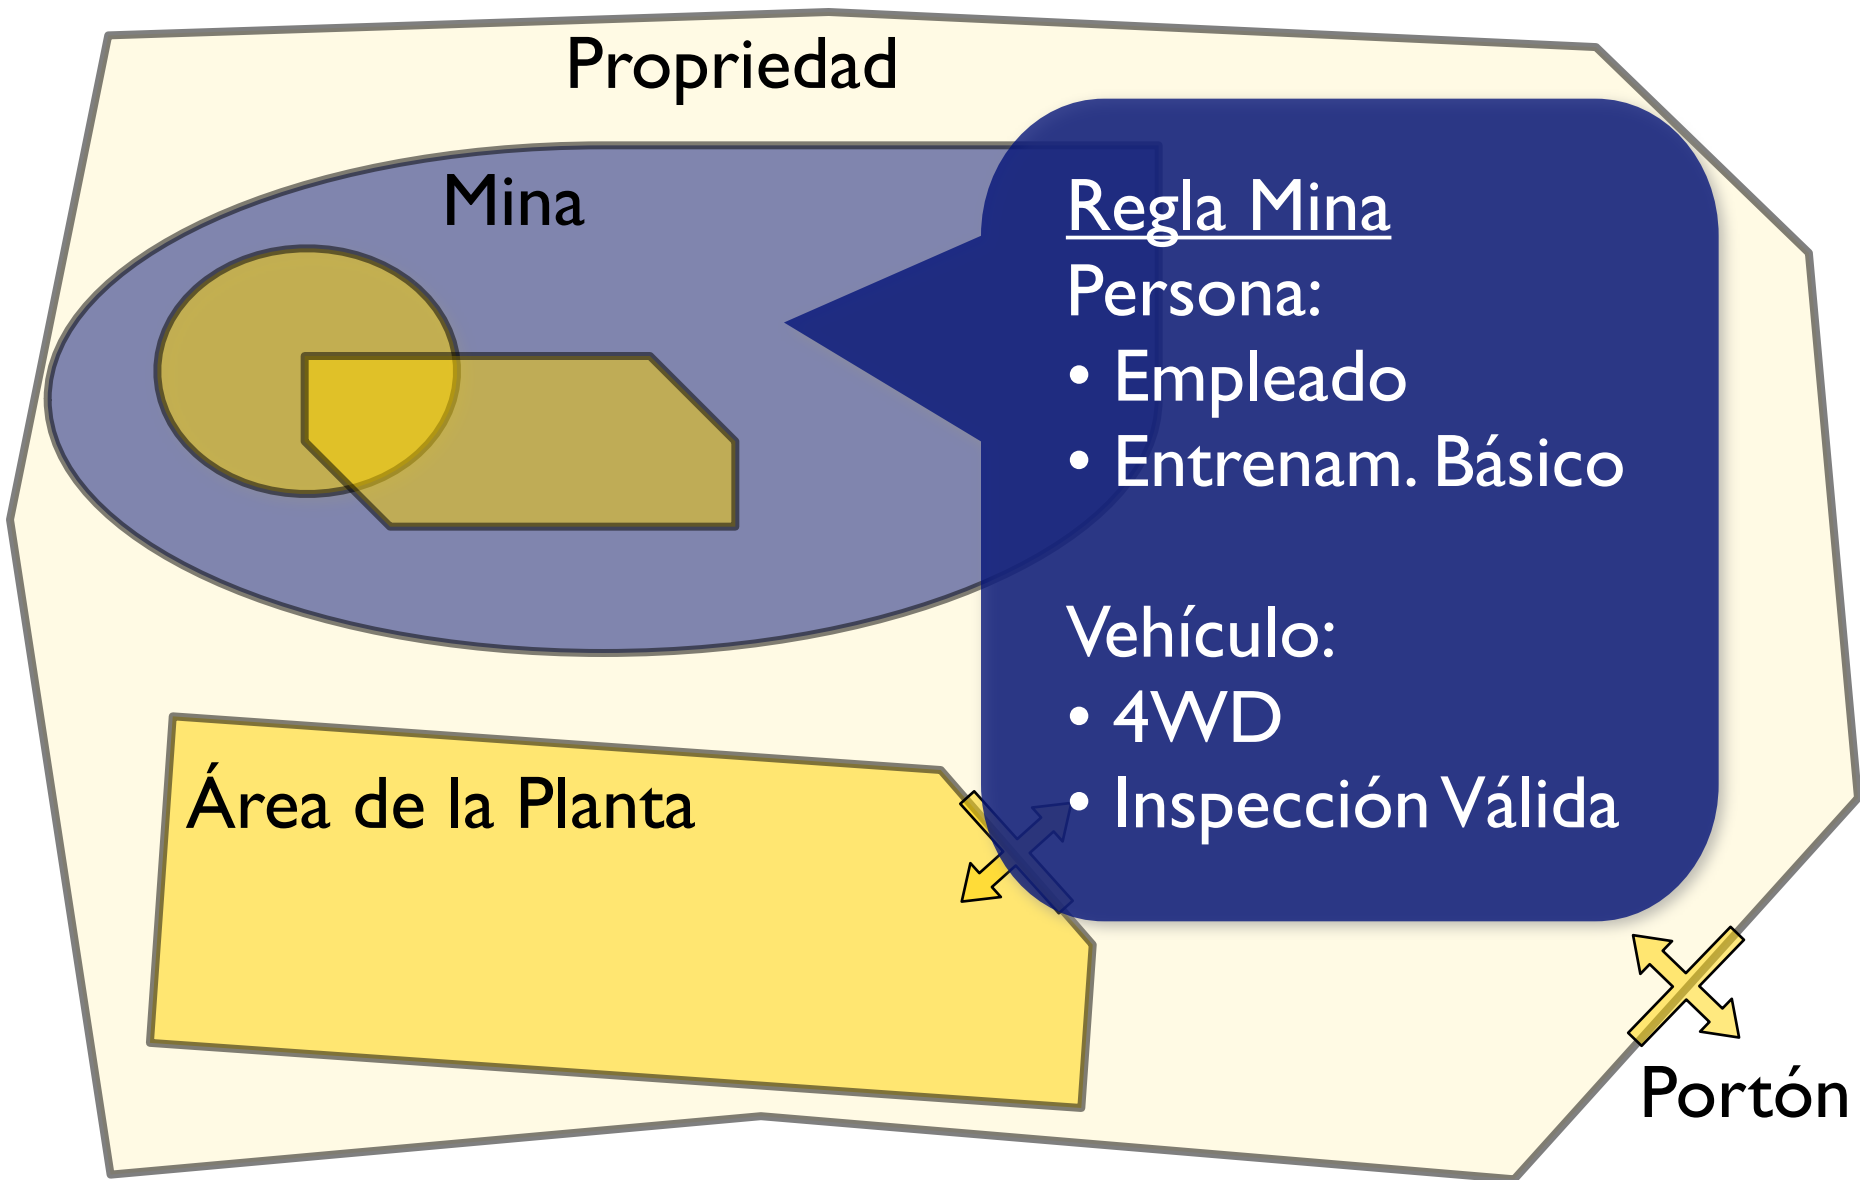 Propriedad
Mina
Regla Mina
Persona:
• Empleado
• Entrenam. Básico
Vehículo:
• 4WD
• Inspección Válida
Área de la Planta
Portón